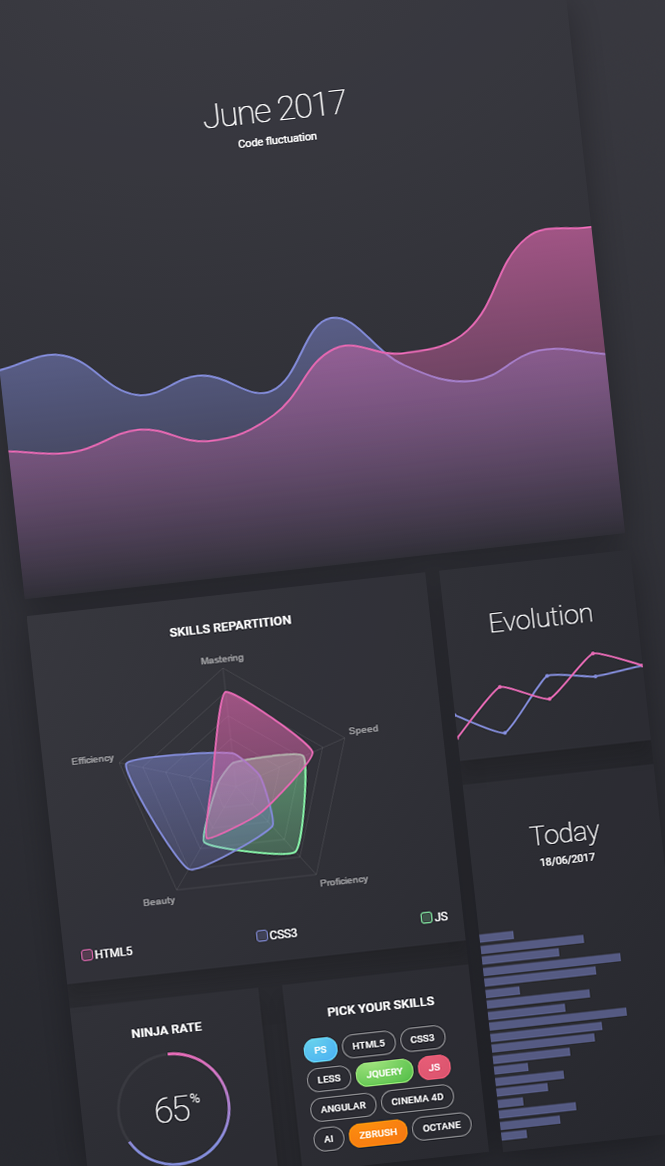 June 2017
Code fluctuation
SKILLS REPARTITION
Mastering
Speed
Efficiency
Proficiency
Beauty
HTML5
CSS3
JS
Evolution
Today
18/06/2017
NINJA RATE
65%
PICK YOUR SKILLS
PS HTML5 CSS3
LESS JQUERY JS
ANGULAR CINEMA 4D
AI ZBRUSH OCTANE